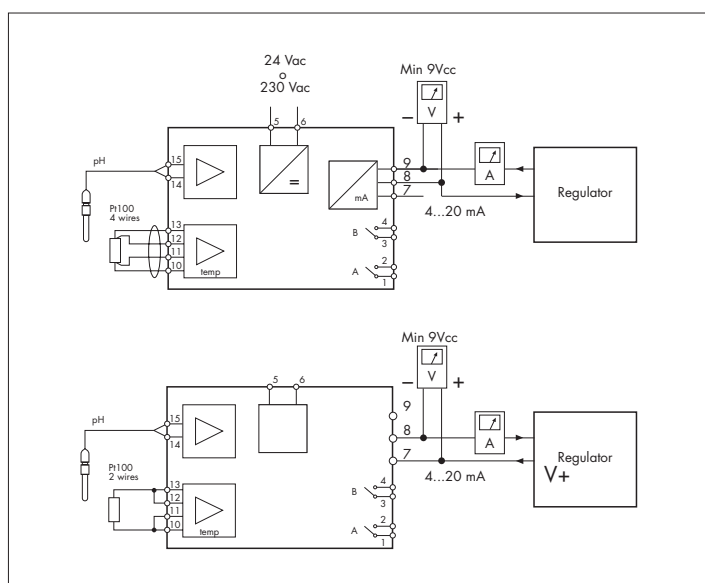 24 Vac
o
230 Vac
Min 9Vcc
V
− +
5 6
pH
15
14
=
mA
9
8
7
A
Regulator
4...20 mA
Pt100
4 wires
13
12
11
10
temp
B
4
3
A
2
1
Min 9Vcc
V
− +
5 6
pH
15
14
9
8
7
A
Regulator
V+
4...20 mA
Pt100
2 wires
13
12
11
10
temp
B
4
3
A
2
1